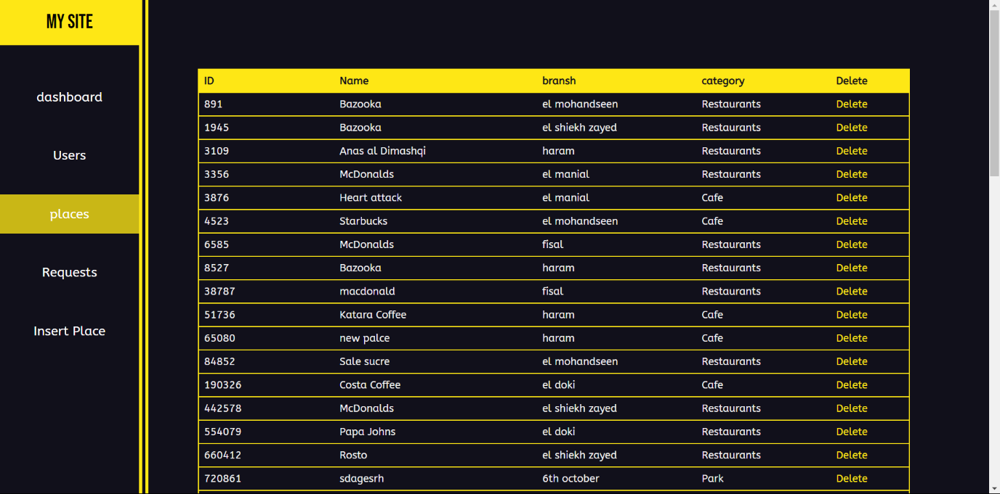 MY SITE
dashboard
Users
places
Requests
Insert Place
ID Name bransh category Delete
891 Bazooka el mohandseen Restaurants Delete
1945 Bazooka el shiekh zayed Restaurants Delete
3109 Anas al Dimashqi haram Restaurants Delete
3356 McDonalds el manial Restaurants Delete
3876 Heart attack el manial Cafe Delete
4523 Starbucks el mohandseen Cafe Delete
6585 McDonalds fisal Restaurants Delete
8527 Bazooka haram Restaurants Delete
38787 macdonald fisal Restaurants Delete
51736 Katara Coffee haram Cafe Delete
65080 new palce haram Cafe Delete
84852 Sale sucre el mohandseen Restaurants Delete
190326 Costa Coffee el doki Cafe Delete
442578 McDonalds el shiekh zayed Restaurants Delete
554079 Papa Johns el doki Restaurants Delete
660412 Rosto el shiekh zayed Restaurants Delete
720861 sdagesrh 6th october Park Delete